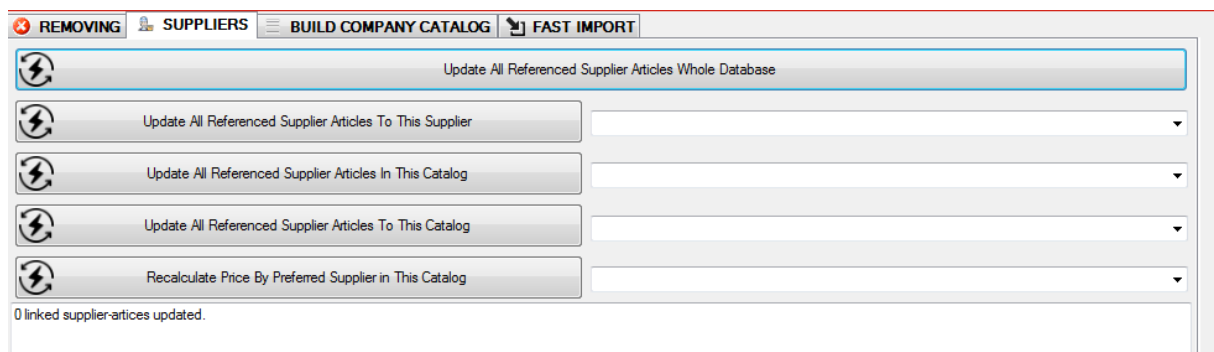 REMOVING SUPPLIERS BUILD COMPANY CATALOG FAST IMPORT
Update All Referenced Supplier Articles Whole Database
Update All Referenced Supplier Articles To This Supplier
Update All Referenced Supplier Articles In This Catalog
Update All Referenced Supplier Articles To This Catalog
Recalculate Price By Preferred Supplier in This Catalog
0 linked supplier-artices updated.